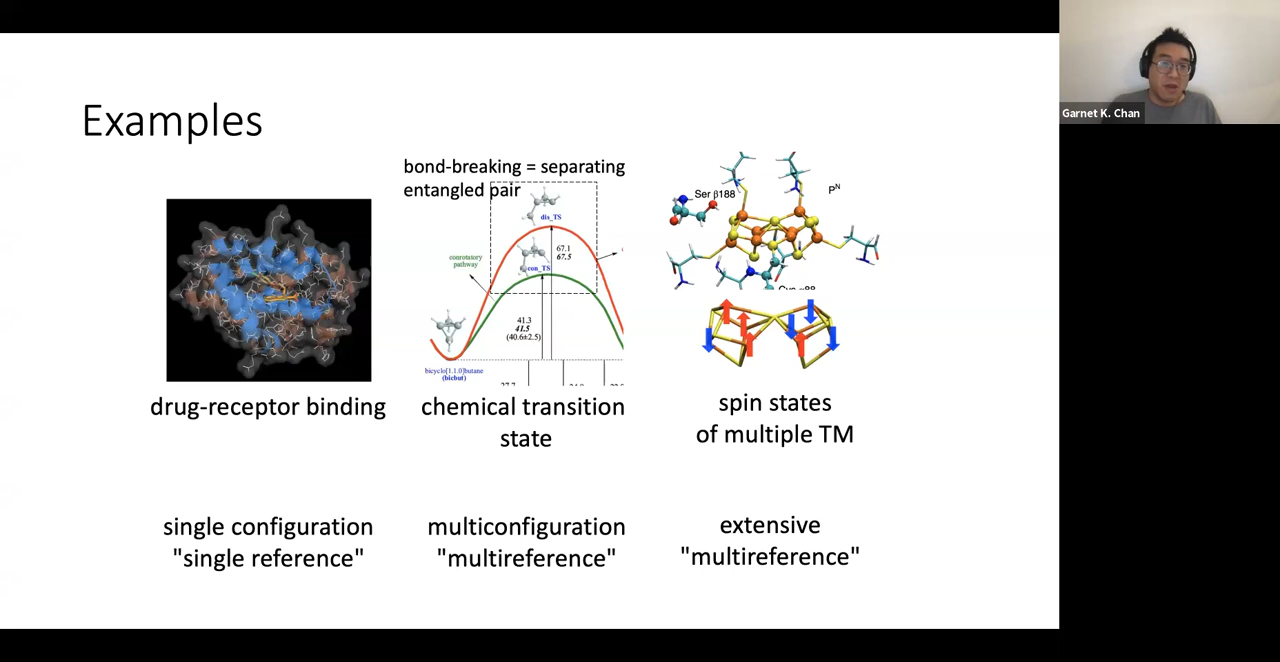 Garnet K. Chan
Examples
bond-breaking = separating
entangled pair
dis_TS
conrotatory
pathway
67.1
67.5
con_TS
41.3
41.5
(40.6±2.5)
bicyclo[1.1.0]butane
(bicbut)
Ser β188
P^N
drug-receptor binding
chemical transition
state
spin states
of multiple TM
single configuration
"single reference"
multiconfiguration
"multireference"
extensive
"multireference"